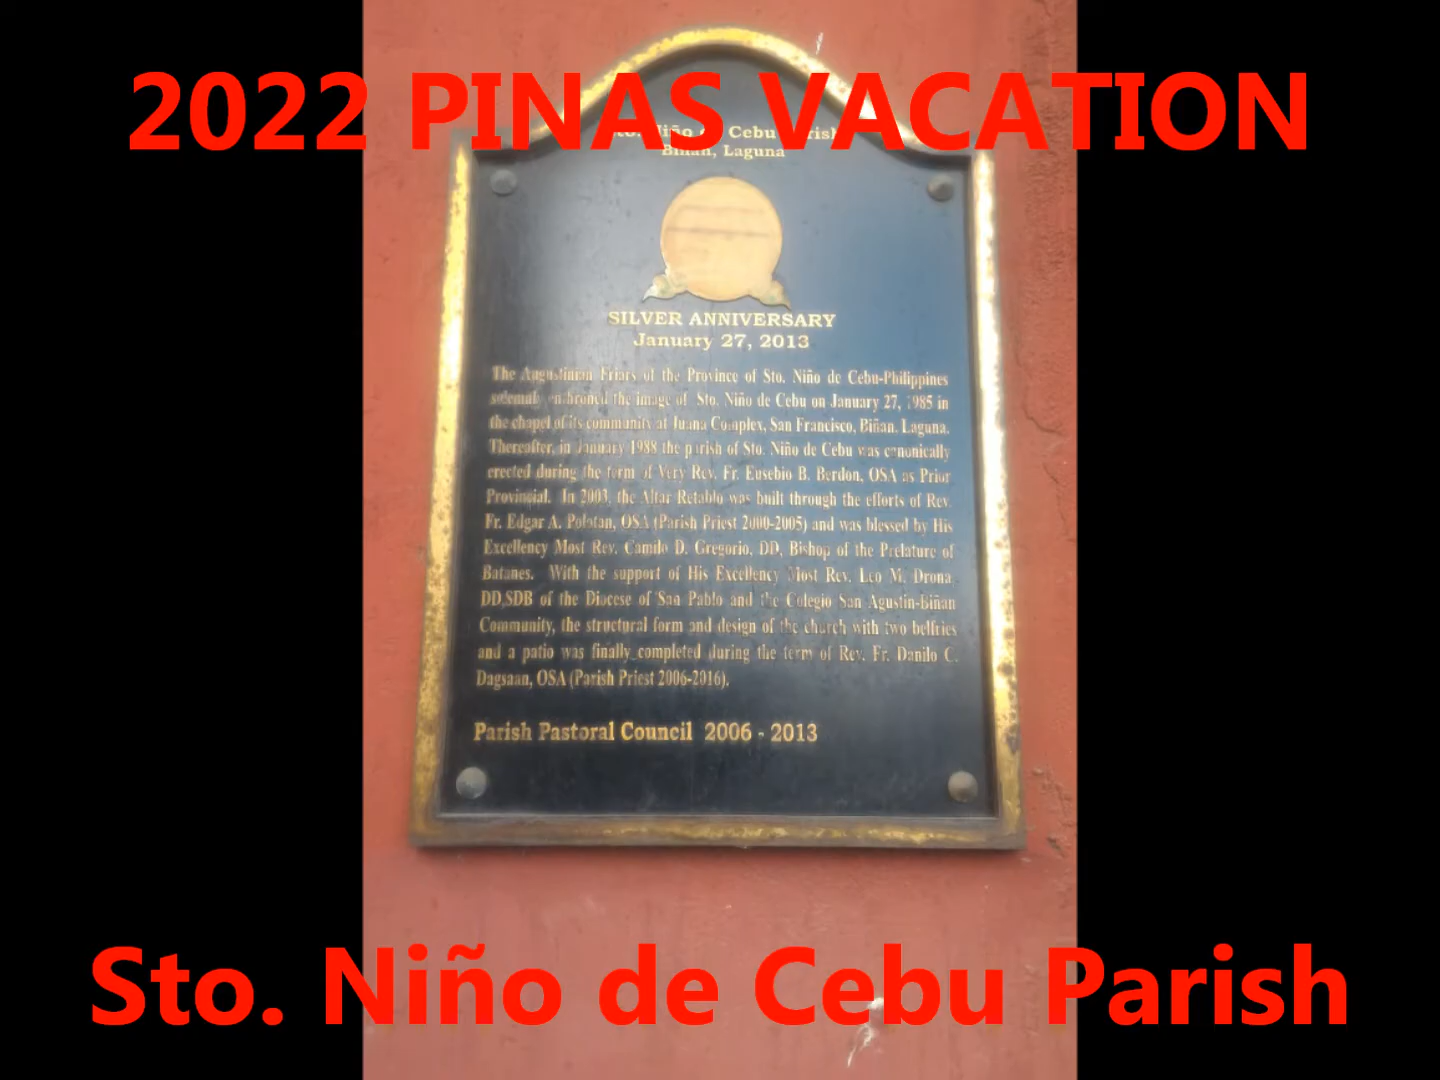 2022 PINAS VACATION
Sto. Niño de Cebu Parish
Biñan, Laguna
SILVER ANNIVERSARY
January 27, 2013
The Augustinian Friars of the Province of Sto. Niño de Cebu-Philippines
solemnly enthroned the image of Sto. Niño de Cebu on January 27, 1985 in
the chapel of its community at Juana Complex, San Francisco, Biñan, Laguna.
Thereafter, in January 1988 the parish of Sto. Niño de Cebu was canonically
erected during the term of Very Rev. Fr. Eusebio B. Berdon, OSA as Prior
Provincial. In 2003, the Altar Retablo was built through the efforts of Rev.
Fr. Edgar A. Polotan, OSA (Parish Priest 2000-2005) and was blessed by His
Excellency Most Rev. Camilo D. Gregorio, DD, Bishop of the Prelature of
Batanes. With the support of His Excellency Most Rev. Leo M. Drona
DD,SDB of the Diocese of San Pablo and the Colegio San Agustin-Biñan
Community, the structural form and design of the church with two belfries
and a patio was finally completed during the term of Rev. Fr. Danilo C.
Dagsaan, OSA (Parish Priest 2006-2016).
Parish Pastoral Council 2006 - 2013
Sto. Niño de Cebu Parish